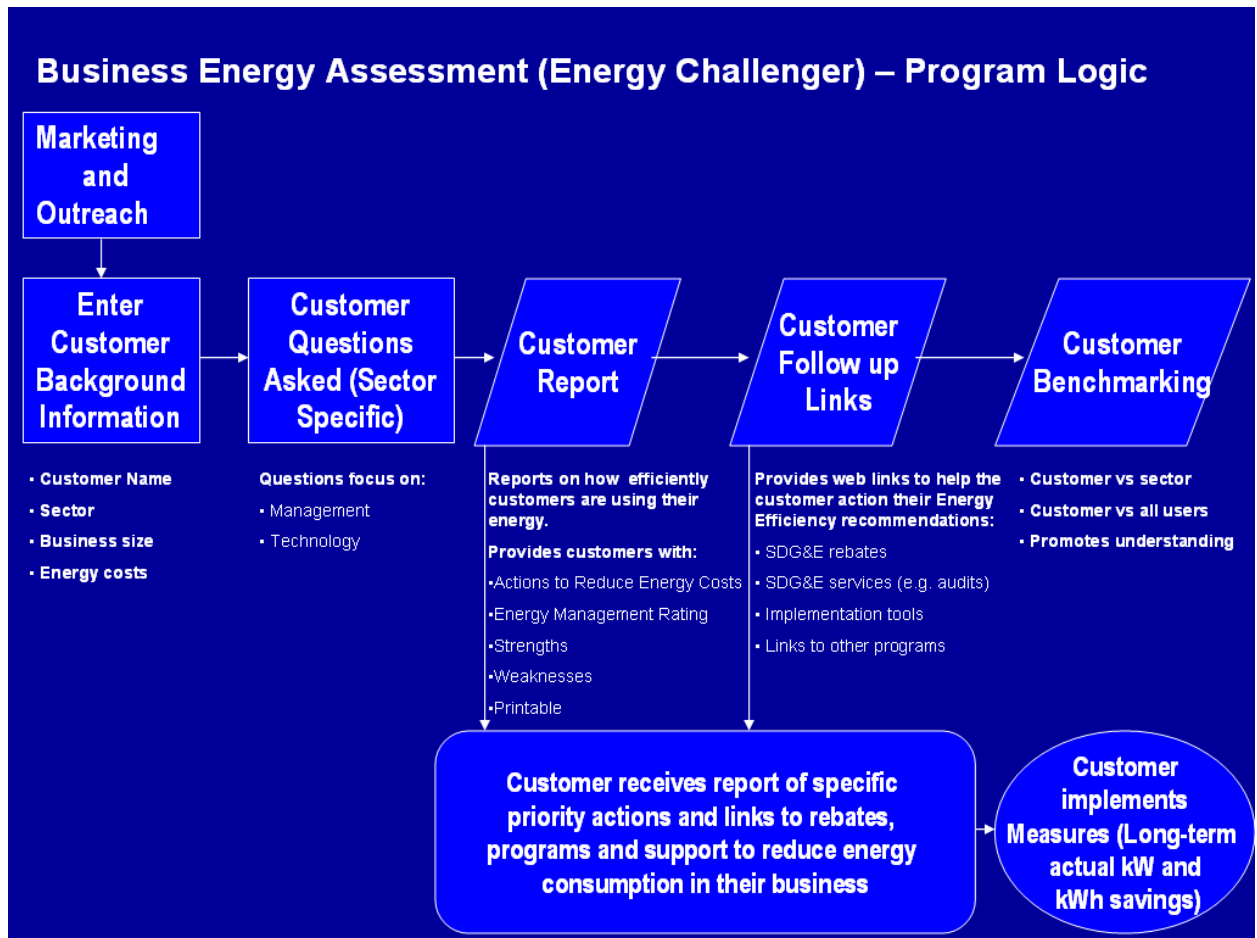 Business Energy Assessment (Energy Challenger) – Program Logic
Marketing
and
Outreach
Enter
Customer
Background
Information
Customer
Questions
Asked (Sector
Specific)
Customer
Report
Customer
Follow up
Links
Customer
Benchmarking
▪ Customer Name
▪ Sector
▪ Business size
▪ Energy costs
Questions focus on:
▪ Management
▪ Technology
Reports on how efficiently
customers are using their
energy.
Provides customers with:
▪Actions to Reduce Energy Costs
▪Energy Management Rating
▪Strengths
▪Weaknesses
▪Printable
Provides web links to help the
customer action their Energy
Efficiency recommendations:
▪ SDG&E rebates
▪ SDG&E services (e.g. audits)
▪ Implementation tools
▪ Links to other programs
▪ Customer vs sector
▪ Customer vs all users
▪ Promotes understanding
Customer receives report of specific
priority actions and links to rebates,
programs and support to reduce energy
consumption in their business
Customer
implements
Measures (Long-term
actual kW and
kWh savings)